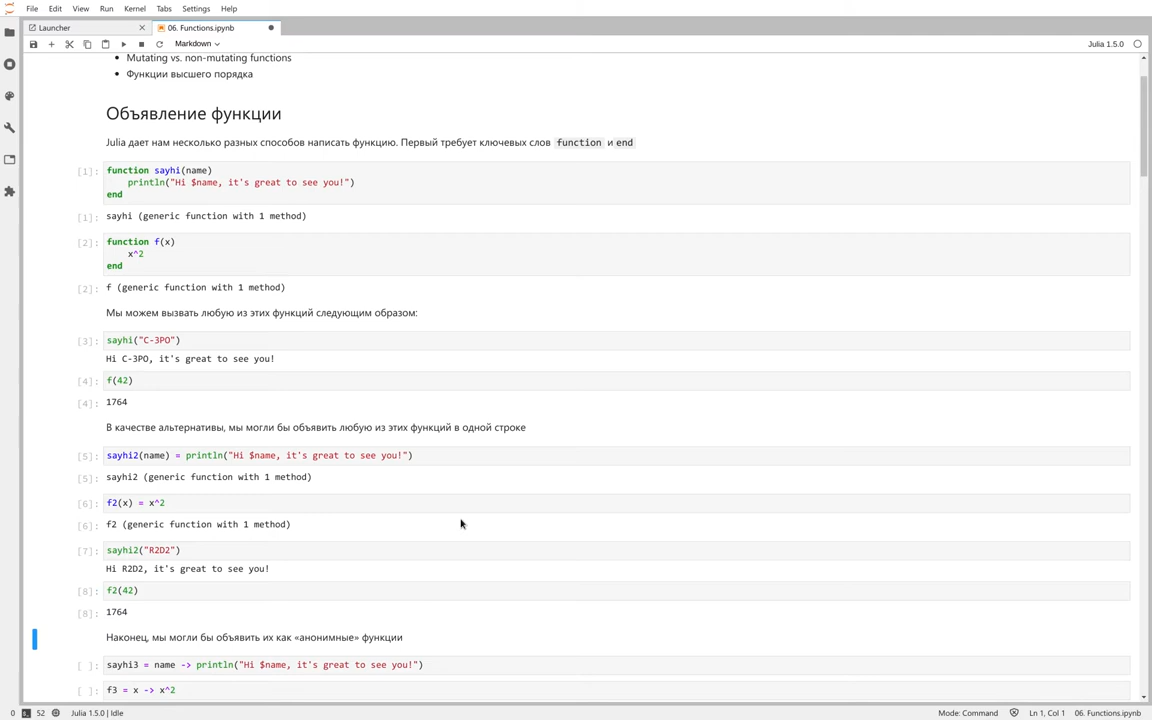 File Edit View Run Kernel Tabs Settings Help
Launcher 06. Functions.ipynb
Markdown Julia 1.5.0
Mutating vs. non-mutating functions
Функции высшего порядка
Объявление функции
Julia дает нам несколько разных способов написать функцию. Первый требует ключевых слов function и end
[1]: function sayhi(name)
println("Hi $name, it's great to see you!")
end
[1]: sayhi (generic function with 1 method)
[2]: function f(x)
x^2
end
[2]: f (generic function with 1 method)
Мы можем вызвать любую из этих функций следующим образом:
[3]: sayhi("C-3PO")
Hi C-3PO, it's great to see you!
[4]: f(42)
[4]: 1764
В качестве альтернативы, мы могли бы объявить любую из этих функций в одной строке
[5]: sayhi2(name) = println("Hi $name, it's great to see you!")
[5]: sayhi2 (generic function with 1 method)
[6]: f2(x) = x^2
[6]: f2 (generic function with 1 method)
[7]: sayhi2("R2D2")
Hi R2D2, it's great to see you!
[8]: f2(42)
[8]: 1764
Наконец, мы могли бы объявить их как «анонимные» функции
[ ]: sayhi3 = name -> println("Hi $name, it's great to see you!")
[ ]: f3 = x -> x^2
0 52 Julia 1.5.0 | Idle Mode: Command Ln 1, Col 1 06. Functions.ipynb